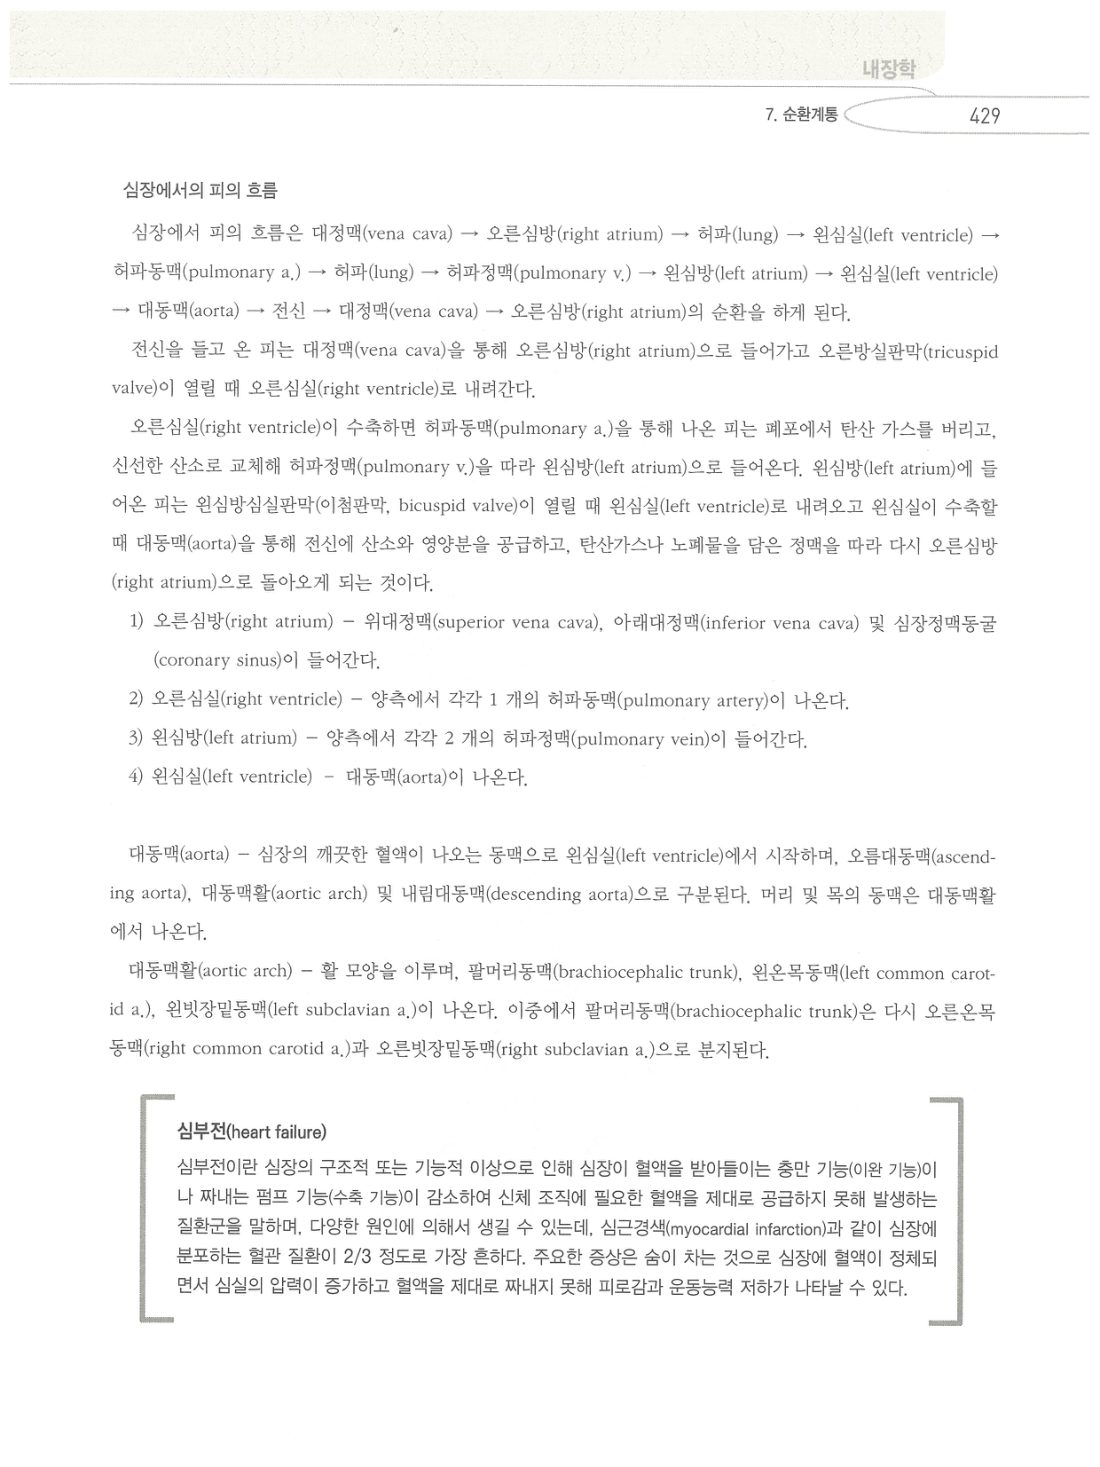 내장학
7. 순환계통
429
심장에서의 피의 흐름
심장에서 피의 흐름은 대정맥(vena cava) → 오른심방(right atrium) → 허파(lung) → 왼심실(left ventricle) →
허파동맥(pulmonary a.) → 허파(lung) → 허파정맥(pulmonary v.) → 왼심방(left atrium) → 왼심실(left ventricle)
→ 대동맥(aorta) → 전신 → 대정맥(vena cava) → 오른심방(right atrium)의 순환을 하게 된다.
전신을 들고 온 피는 대정맥(vena cava)을 통해 오른심방(right atrium)으로 들어가고 오른방실판막(tricuspid
valve)이 열릴 때 오른심실(right ventricle)로 내려간다.
오른심실(right ventricle)이 수축하면 허파동맥(pulmonary a.)을 통해 나온 피는 폐포에서 탄산 가스를 버리고,
신선한 산소로 교체해 허파정맥(pulmonary v.)을 따라 왼심방(left atrium)으로 들어온다. 왼심방(left atrium)에 들
어온 피는 왼심방심실판막(이첨판막, bicuspid valve)이 열릴 때 왼심실(left ventricle)로 내려오고 왼심실이 수축할
때 대동맥(aorta)을 통해 전신에 산소와 영양분을 공급하고, 탄산가스나 노폐물을 담은 정맥을 따라 다시 오른심방
(right atrium)으로 돌아오게 되는 것이다.
1) 오른심방(right atrium) – 위대정맥(superior vena cava), 아래대정맥(inferior vena cava) 및 심장정맥동굴
(coronary sinus)이 들어간다.
2) 오른심실(right ventricle) – 양측에서 각각 1 개의 허파동맥(pulmonary artery)이 나온다.
3) 왼심방(left atrium) – 양측에서 각각 2 개의 허파정맥(pulmonary vein)이 들어간다.
4) 왼심실(left ventricle) – 대동맥(aorta)이 나온다.
대동맥(aorta) – 심장의 깨끗한 혈액이 나오는 동맥으로 왼심실(left ventricle)에서 시작하며, 오름대동맥(ascend-
ing aorta), 대동맥활(aortic arch) 및 내림대동맥(descending aorta)으로 구분된다. 머리 및 목의 동맥은 대동맥활
에서 나온다.
대동맥활(aortic arch) – 활 모양을 이루며, 팔머리동맥(brachiocephalic trunk), 왼온목동맥(left common carot-
id a.), 왼빗장밑동맥(left subclavian a.)이 나온다. 이중에서 팔머리동맥(brachiocephalic trunk)은 다시 오른온목
동맥(right common carotid a.)과 오른빗장밑동맥(right subclavian a.)으로 분지된다.
심부전(heart failure)
심부전이란 심장의 구조적 또는 기능적 이상으로 인해 심장이 혈액을 받아들이는 충만 기능(이완 기능)이
나 짜내는 펌프 기능(수축 기능)이 감소하여 신체 조직에 필요한 혈액을 제대로 공급하지 못해 발생하는
질환군을 말하며, 다양한 원인에 의해서 생길 수 있는데, 심근경색(myocardial infarction)과 같이 심장에
분포하는 혈관 질환이 2/3 정도로 가장 흔하다. 주요한 증상은 숨이 차는 것으로 심장에 혈액이 정체되
면서 심실의 압력이 증가하고 혈액을 제대로 짜내지 못해 피로감과 운동능력 저하가 나타날 수 있다.